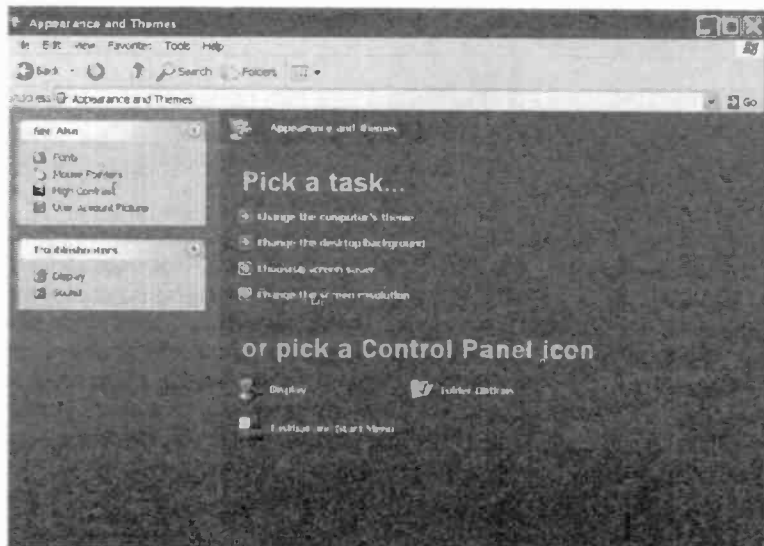 Appearance and Themes
Edit View Favorites Tools Help
Back Search Folders
Address Appearance and Themes Go
See Also
Fonts
Mouse Pointers
High Contrast
User Account Picture
Troubleshooters
Display
Sound
Appearance and Themes
Pick a task...
Change the computer's theme
Change the desktop background
Choose a screen saver
Change the screen resolution
or pick a Control Panel icon
Display
Folder Options
Taskbar and Start Menu